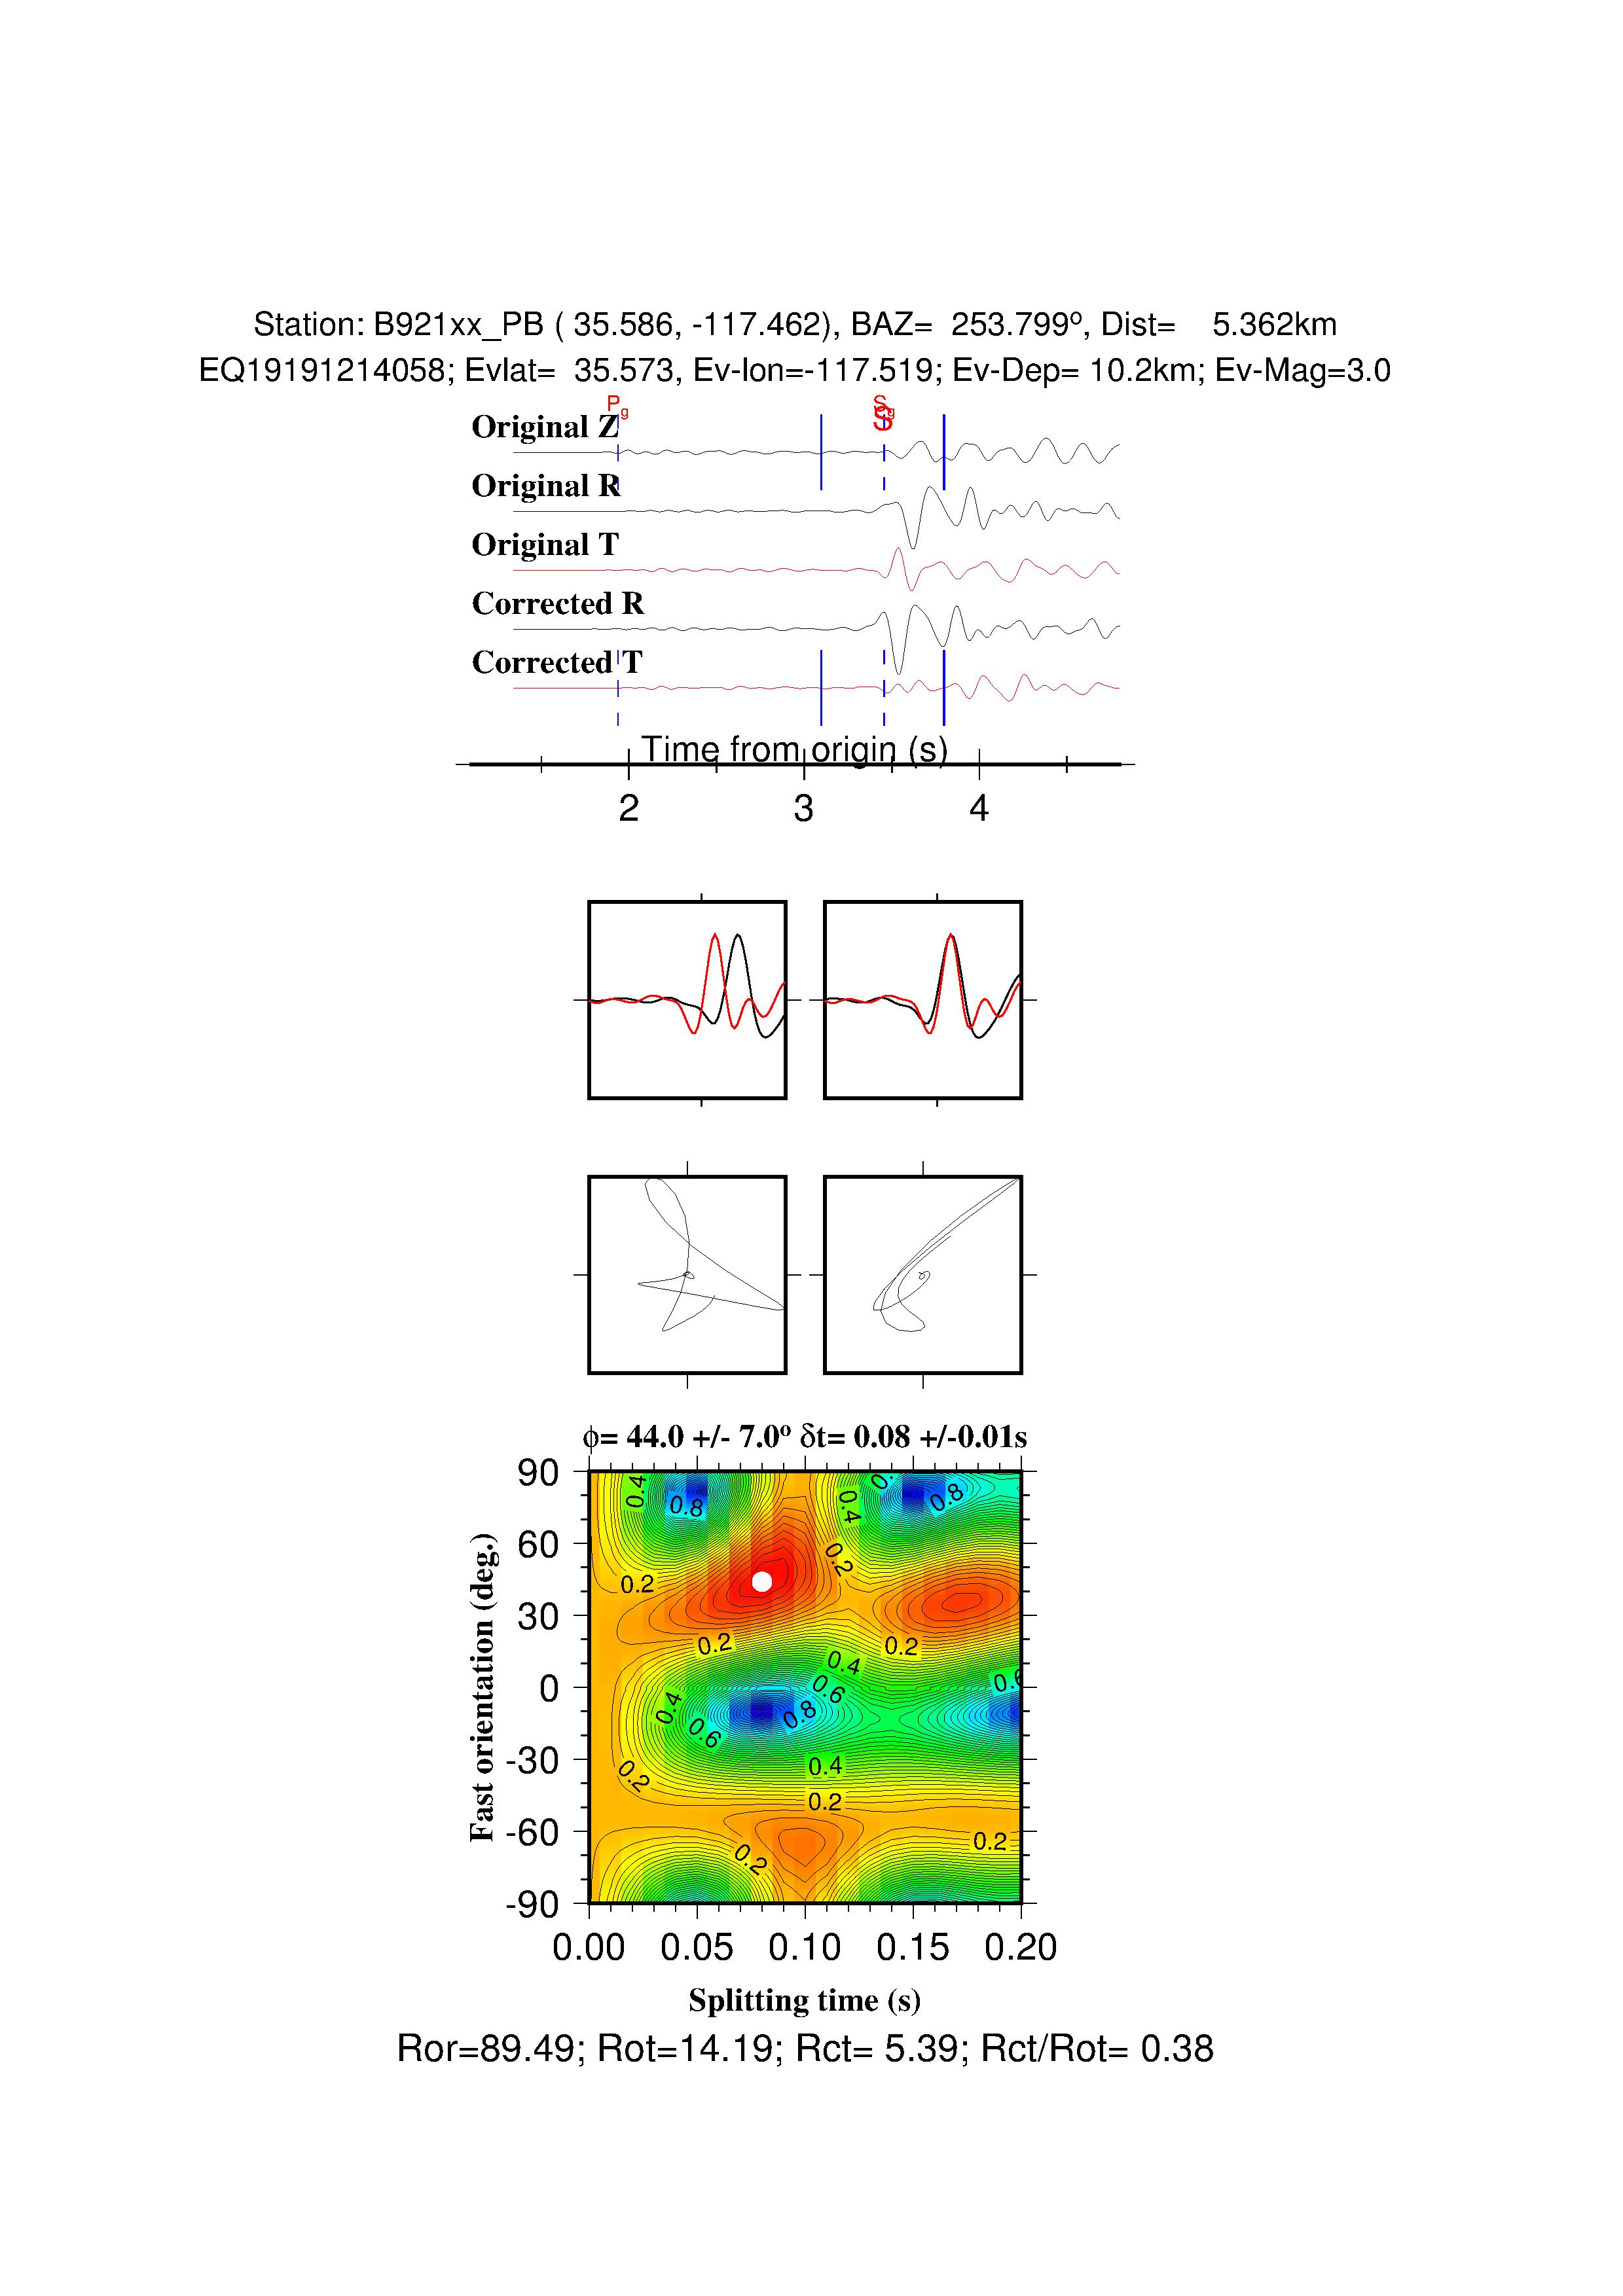 Station: B921xx_PB ( 35.586, -117.462), BAZ= 253.799º, Dist= 5.362km
EQ19191214058; Evlat= 35.573, Ev-lon=-117.519; Ev-Dep= 10.2km; Ev-Mag=3.0
Pg Sg
S
Original Z
Original R
Original T
Corrected R
Corrected T
Time from origin (s)
2 3 4
ϕ= 44.0 +/- 7.0º δt= 0.08 +/-0.01s
Fast orientation (deg.)
90
60
30
0
-30
-60
-90
0.4 0.8 0.4 0. 0.8
0.2 0.2
0.2 0.2
0.4 0.6 0.4 0.6 0.8 0.6
0.2 0.4
0.2
0.2 0.2
0.00 0.05 0.10 0.15 0.20
Splitting time (s)
Ror=89.49; Rot=14.19; Rct= 5.39; Rct/Rot= 0.38